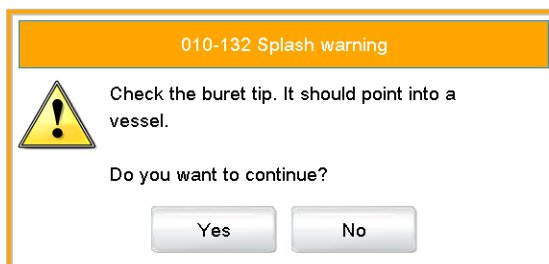 010-132 Splash warning
Check the buret tip. It should point into a
vessel.
Do you want to continue?
Yes
No